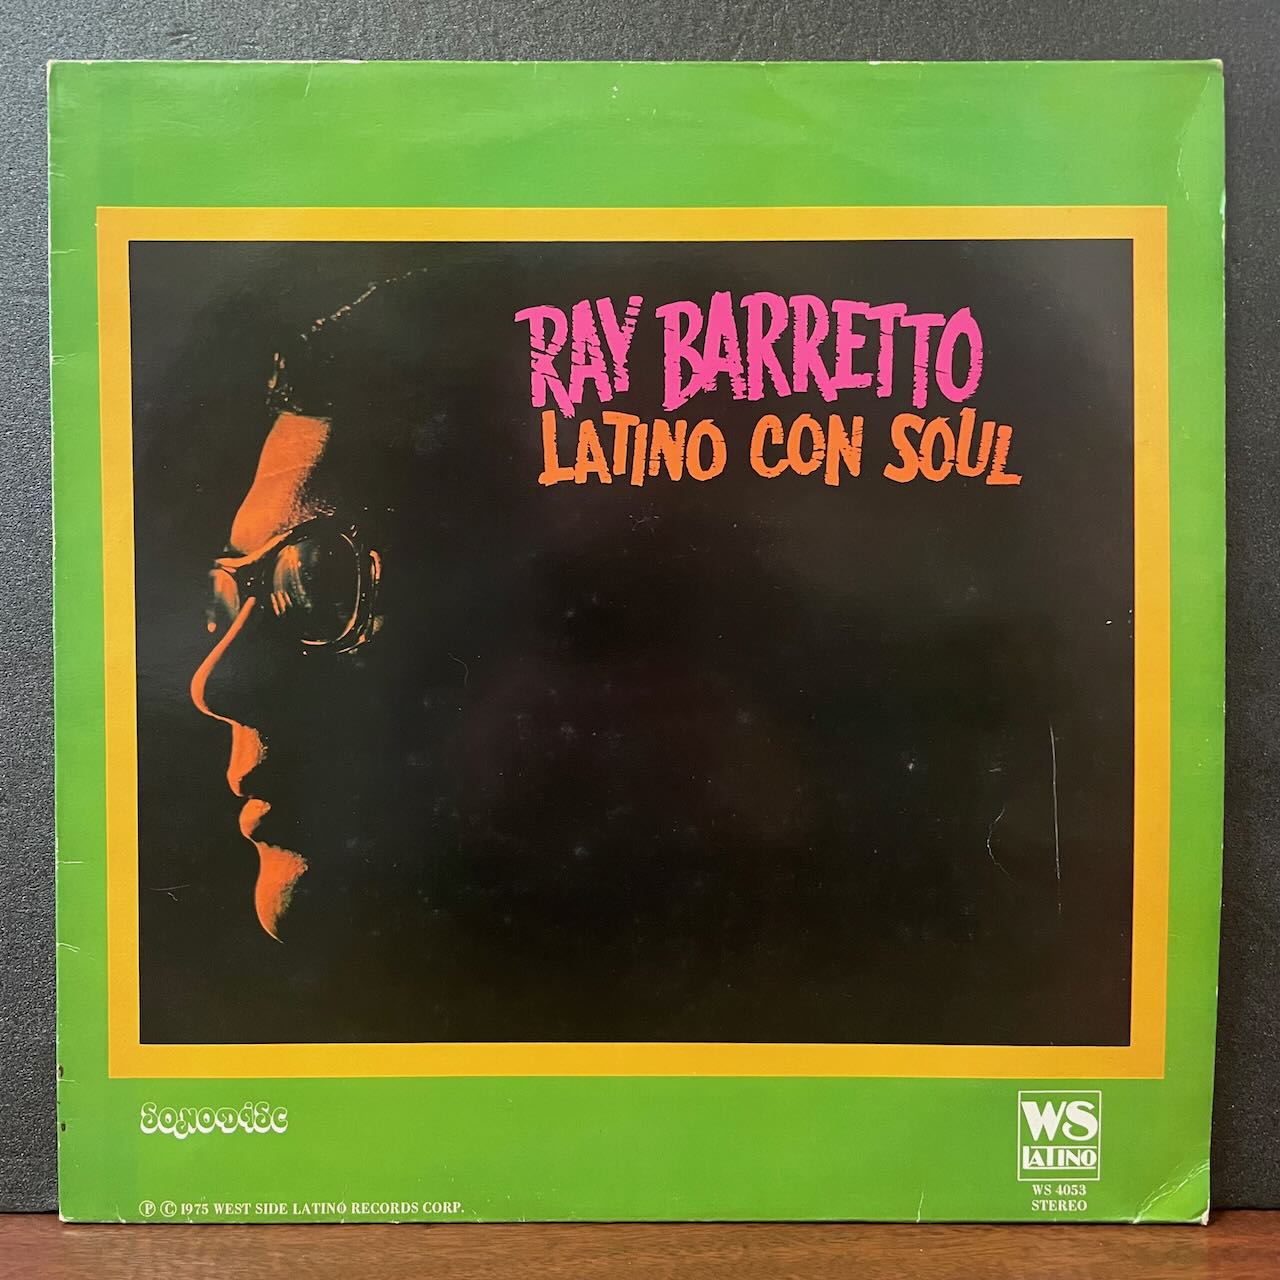 RAY BARRETTO
LATINO CON SOUL
SONODISC
WS
LATINO
WS 4053
STEREO
Ⓟ © 1975 WEST SIDE LATINO RECORDS CORP.